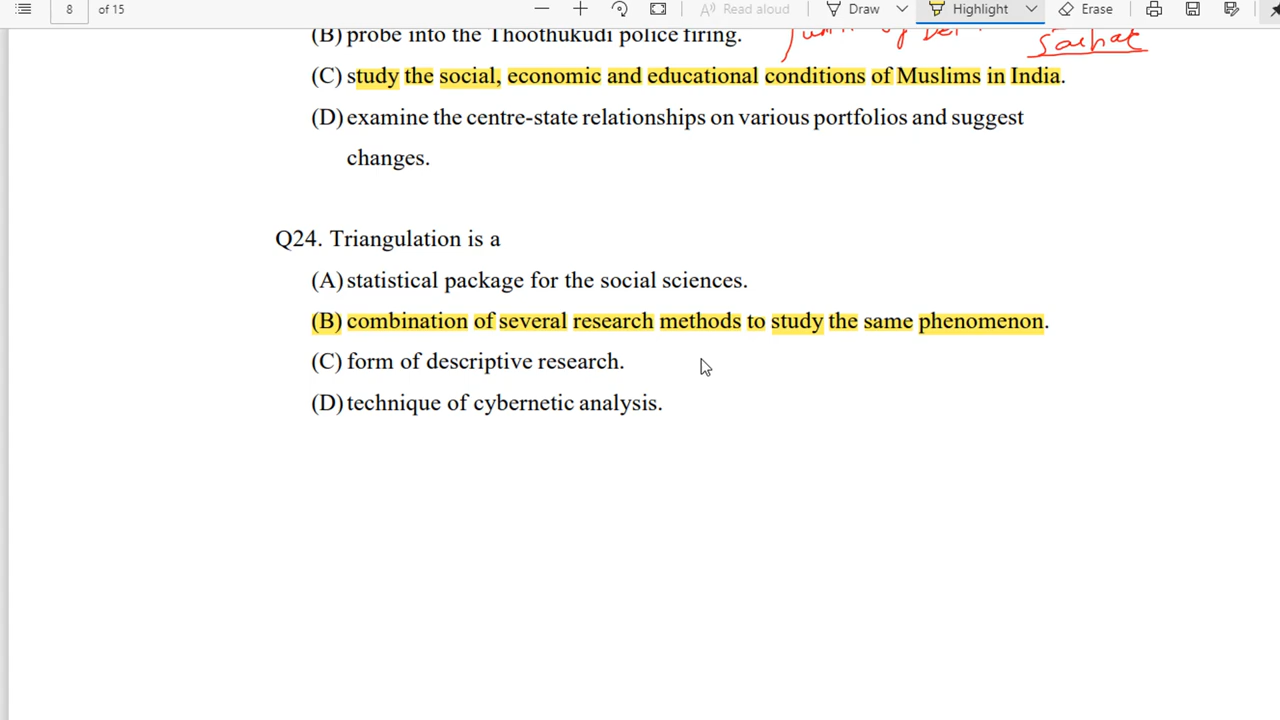 8 of 15 Read aloud Draw Highlight Erase
(B) probe into the Thoothukudi police firing.
Sachar
(C) study the social, economic and educational conditions of Muslims in India.
(D) examine the centre-state relationships on various portfolios and suggest
changes.
Q24. Triangulation is a
(A) statistical package for the social sciences.
(B) combination of several research methods to study the same phenomenon.
(C) form of descriptive research.
(D) technique of cybernetic analysis.